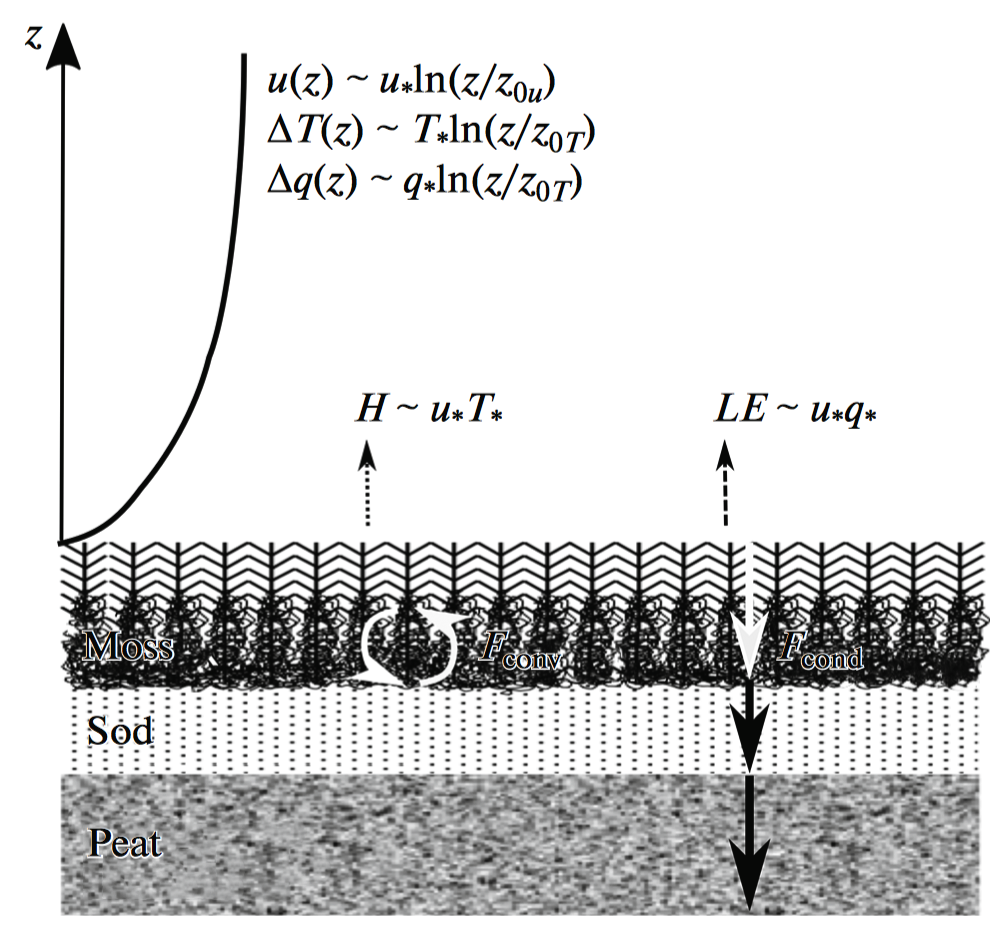 z
u(z) ~ u*ln(z/z0u)
ΔT(z) ~ T*ln(z/z0T)
Δq(z) ~ q*ln(z/z0T)
H ~ u*T*
LE ~ u*q*
Moss
Fconv
Fcond
Sod
Peat